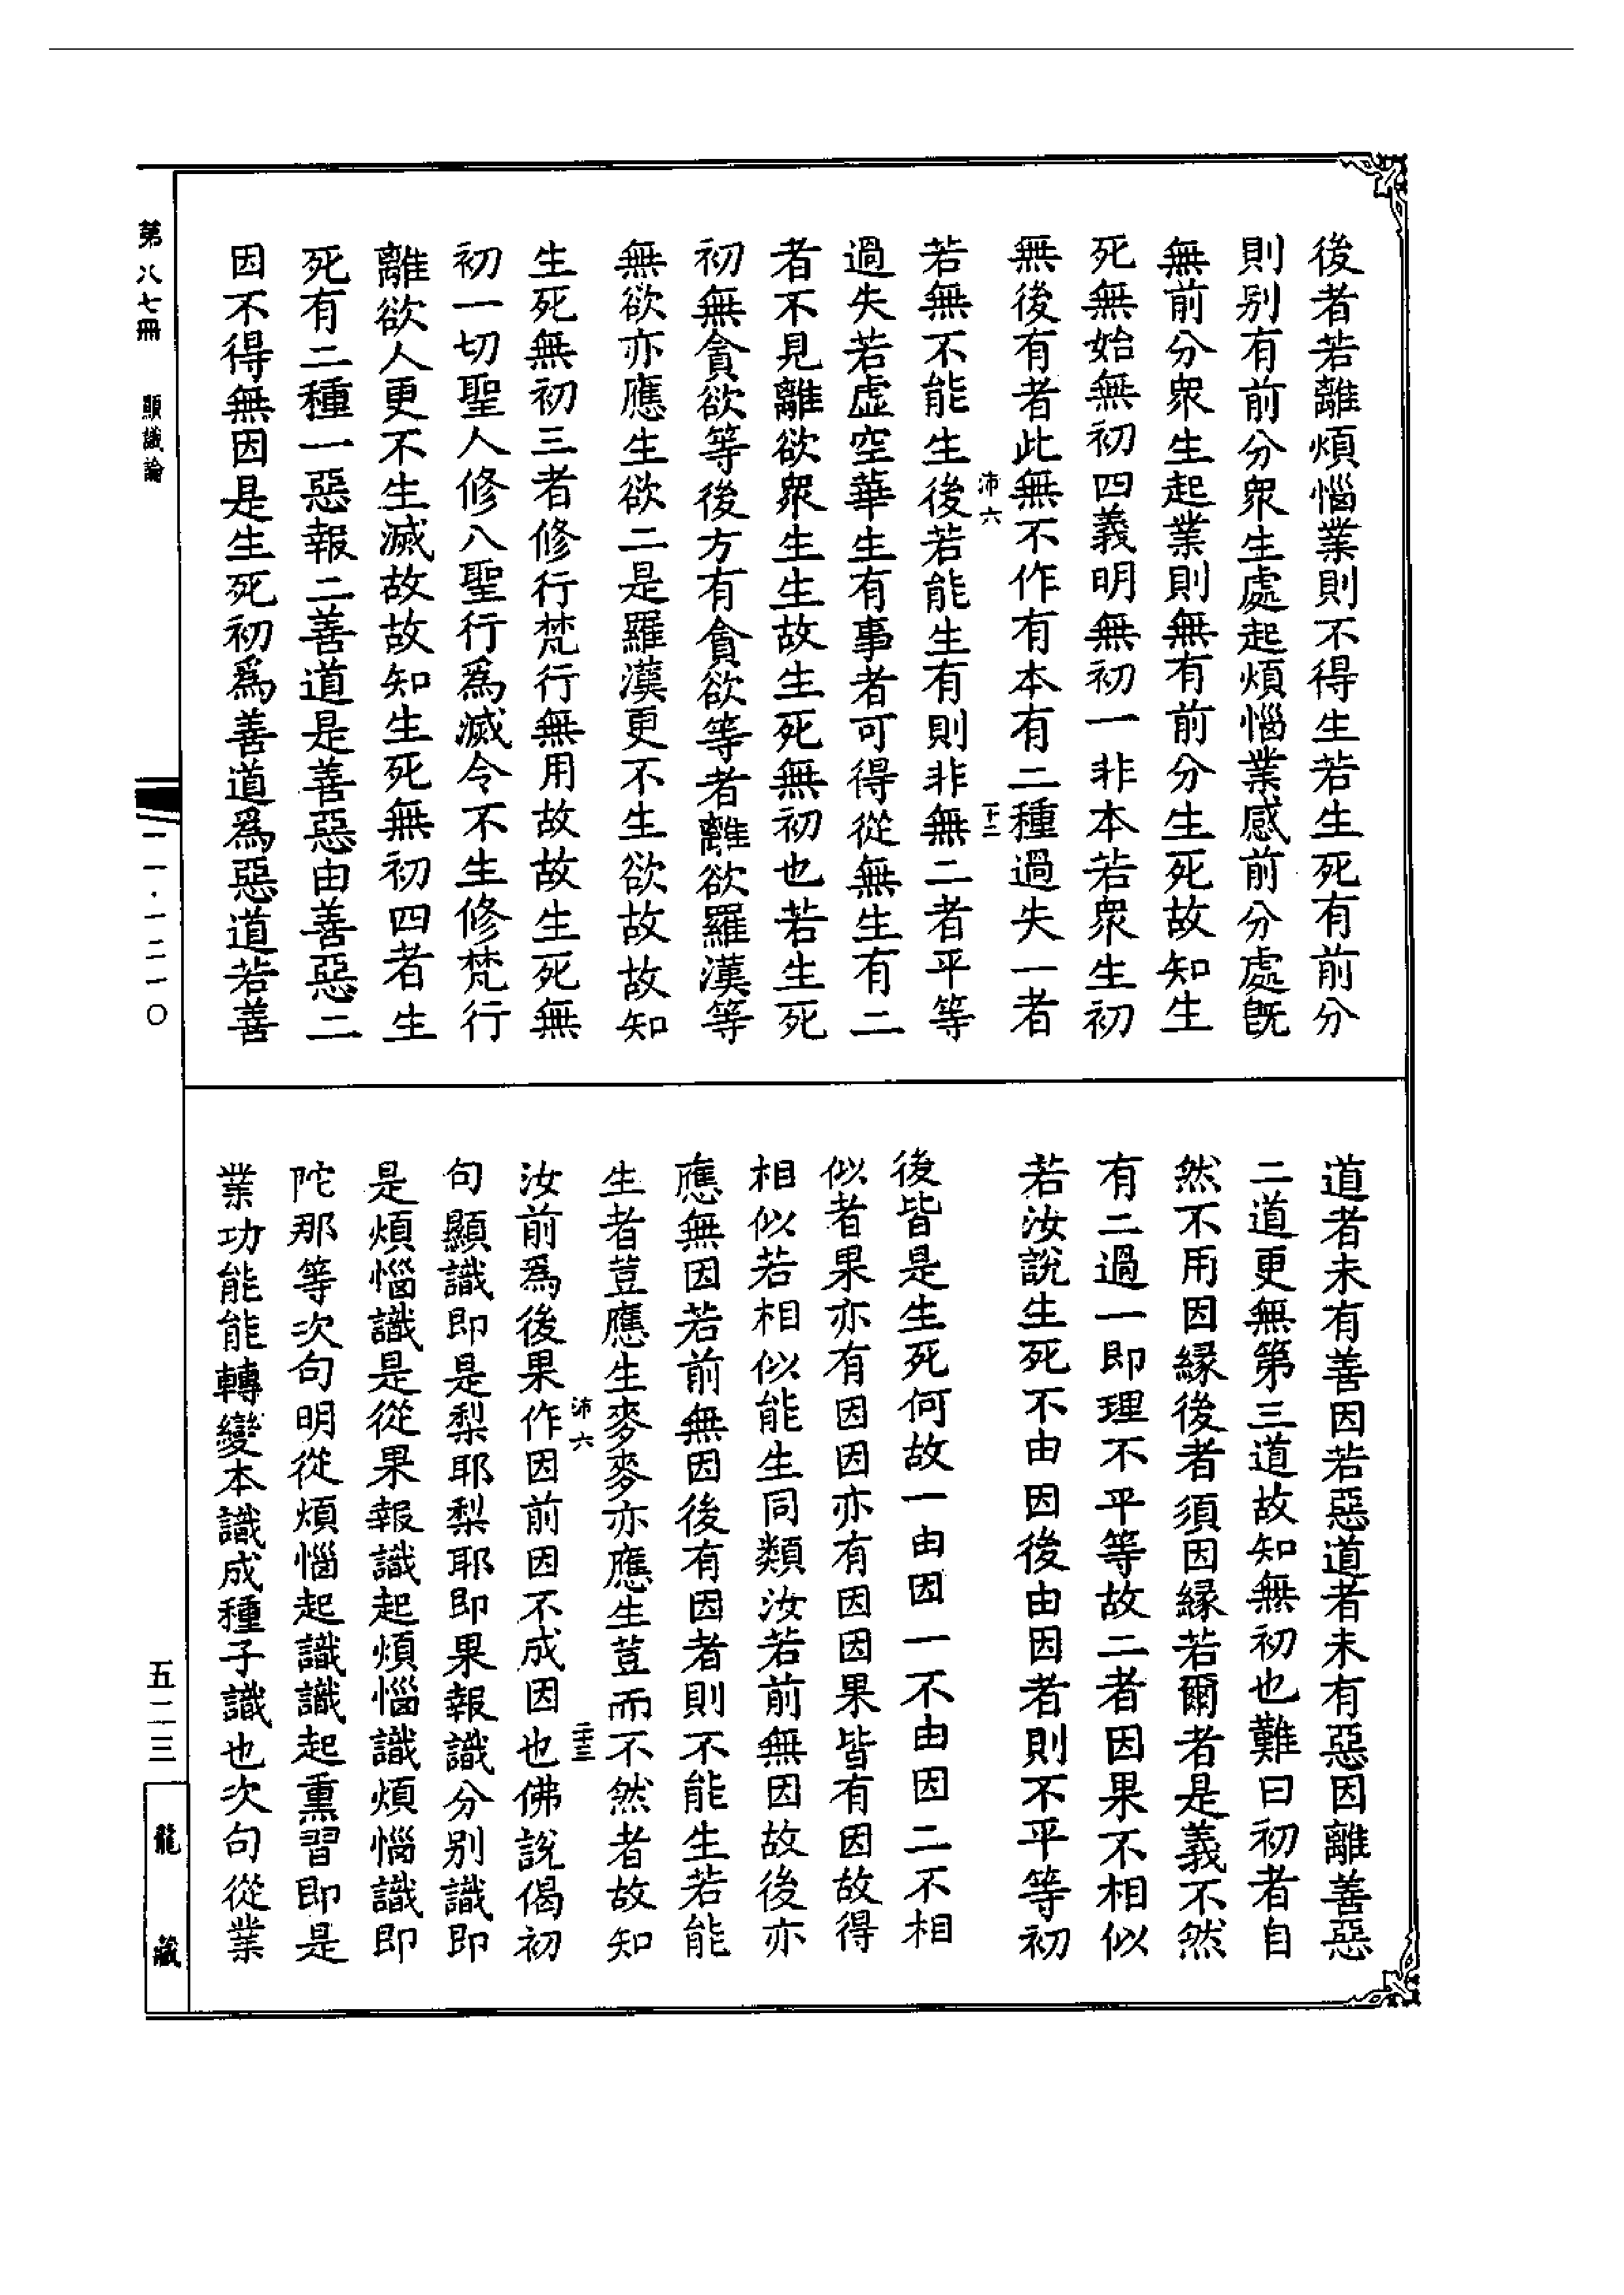 後者若離煩惱業則不得生若生死有前分
則别有前分衆生處起煩惱業感前分處旣
無前分衆生起業則無有前分生死故知生
死無始無初四義明無初一非本若衆生初
無後有者此無不作有本有二種過失一者
沛六
十二
若無不能生後若能生有則非無二者平等
過失若虛空華生有事者可得從無生有二
者不見離欲衆生生故生死無初也若生死
初無貪欲等後方有貪欲等者離欲羅漢等
無欲亦應生欲二是羅漢更不生欲故故知
生死無初三者修行梵行無用故故生死無
初一切聖人修八聖行爲滅令不生修梵行
離欲人更不生滅故故知生死無初四者生
死有二種一惡報二善道是善惡由善惡二
因不得無因是生死初爲善道爲惡道若善
道者未有善因若惡道者未有惡因離善惡
二道更無第三道故知無初也難曰初者自
然不用因緣後者須因緣若爾者是義不然
有二過一即理不平等故二者因果不相似
若汝說生死不由因後由因者則不平等初
後皆是生死何故一由因一不由因二不相
似者果亦有因因亦有因因果皆有因故得
相似若相似能生同類汝若前無因故後亦
應無因若前無因後有因者則不能生若能
生者荳應生麥麥亦應生荳而不然者故知
沛六
二十三
汝前爲後果作因前因不成因也佛說偈初
句顯識即是梨耶梨耶即果報識分别識即
是煩惱識是從果報識起煩惱識煩惱識即
陀那等次句明從煩惱起識識起熏習即是
業功能能轉變本識成種子識也次句從業
第八七冊
顯識論
一一·一二一〇
五二三
龍藏